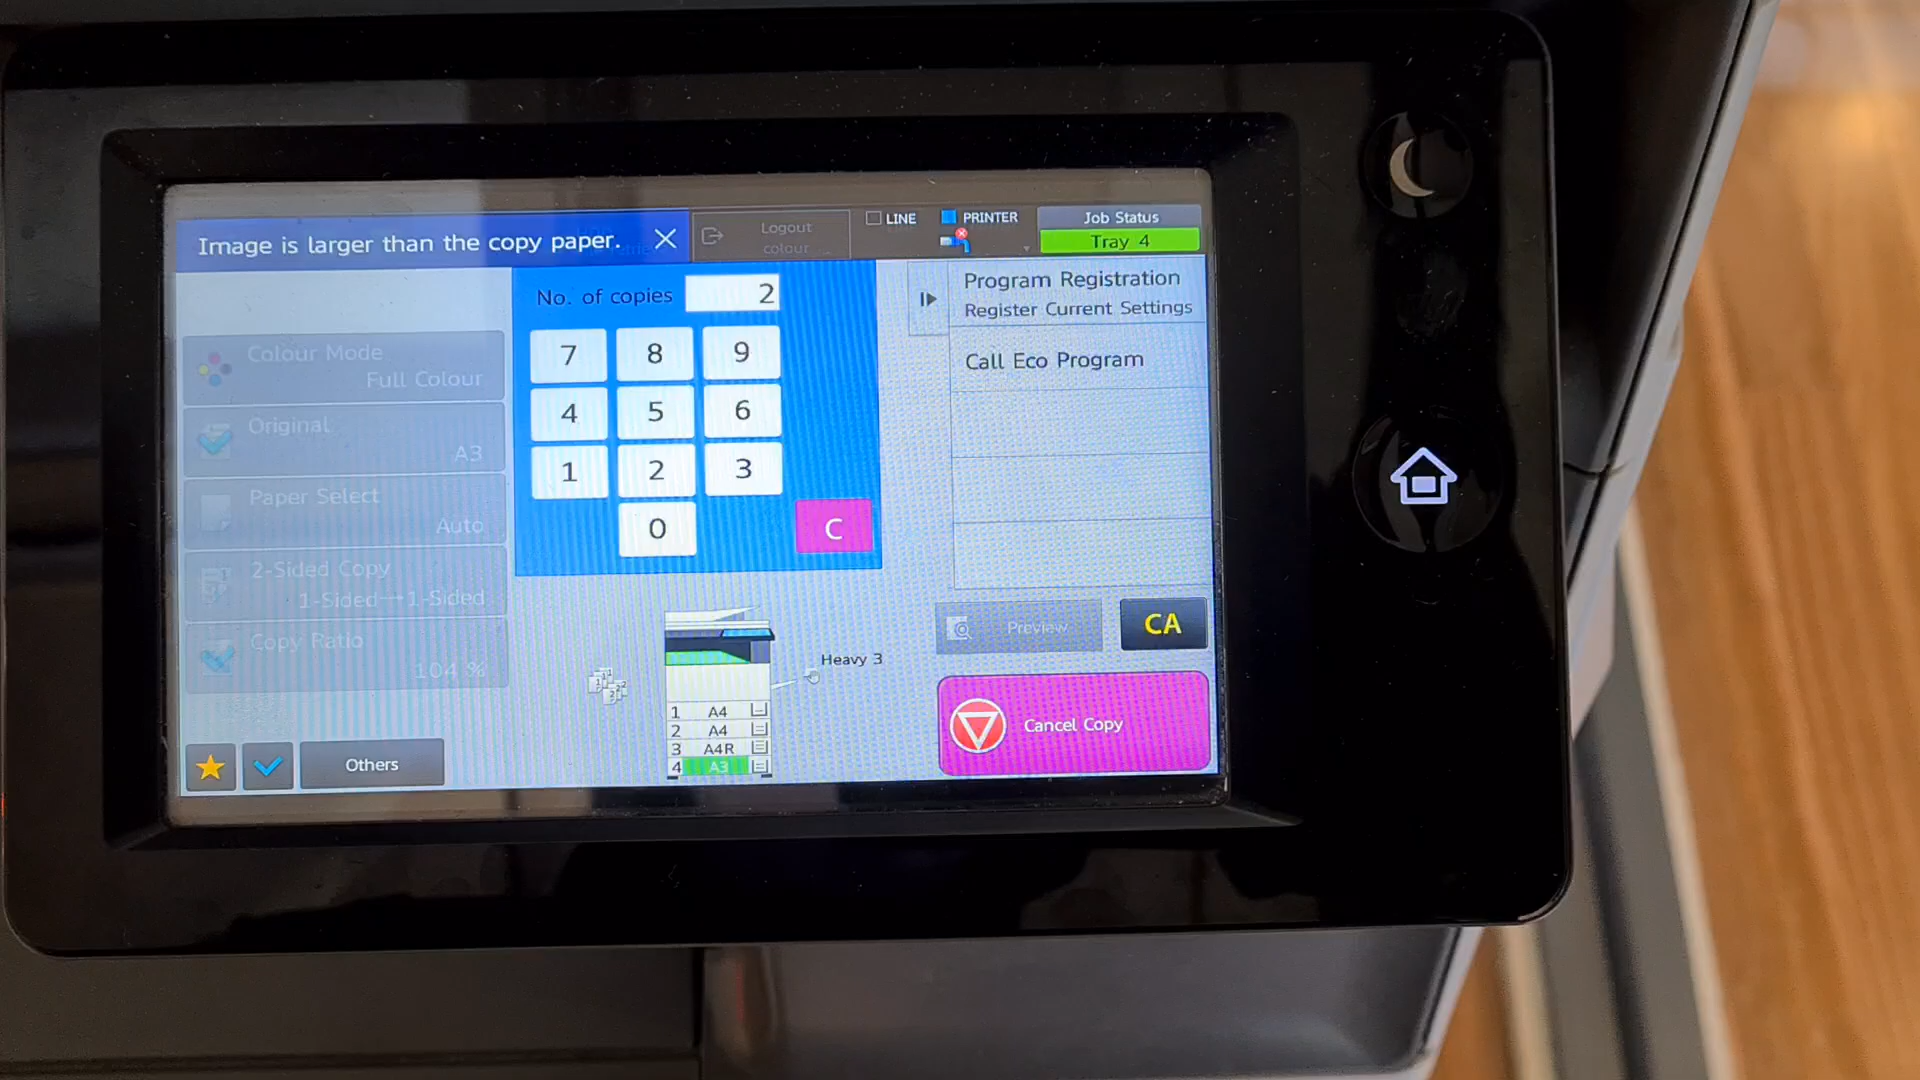 Image is larger than the copy paper.
Logout
colour
LINE
PRINTER
Job Status
Tray 4
Colour Mode
Full Colour
Original
A3
Paper Select
Auto
2-Sided Copy
1-Sided→1-Sided
Copy Ratio
104 %
Others
No. of copies 2
7 8 9
4 5 6
1 2 3
0 C
Heavy 3
1 A4
2 A4
3 A4R
4 A3
Program Registration
Register Current Settings
Call Eco Program
Preview
CA
Cancel Copy